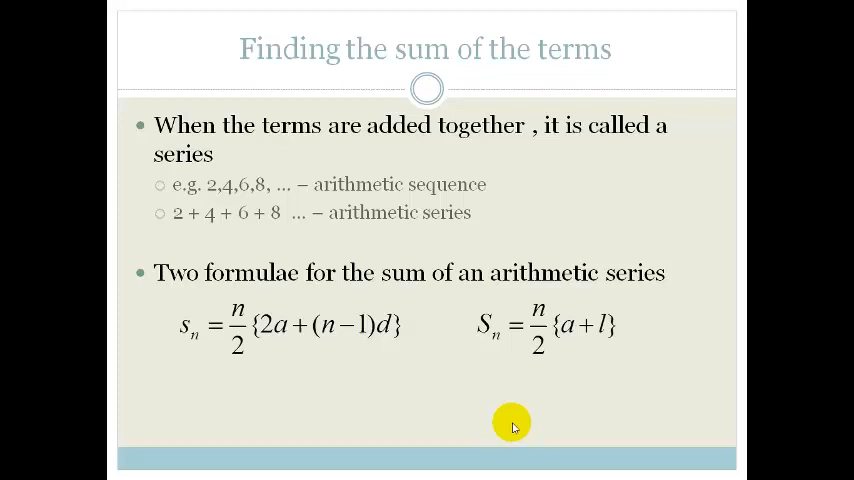 Finding the sum of the terms
• When the terms are added together , it is called a
series
○ e.g. 2,4,6,8, ... – arithmetic sequence
○ 2 + 4 + 6 + 8 ... – arithmetic series
• Two formulae for the sum of an arithmetic series
s_n = n/2 {2a + (n − 1)d} S_n = n/2 {a + l}